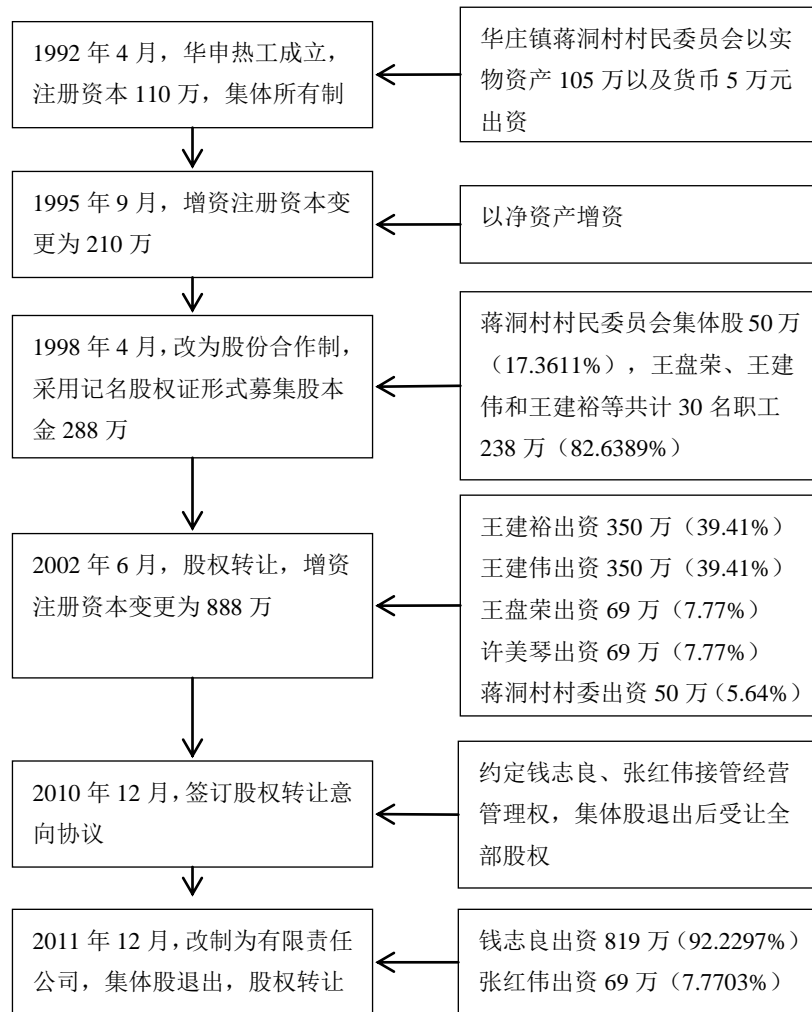 1992 年 4 月，华申热工成立，
注册资本 110 万，集体所有制
华庄镇蒋洞村村民委员会以实
物资产 105 万以及货币 5 万元
出资
1995 年 9 月，增资注册资本变
更为 210 万
以净资产增资
1998 年 4 月，改为股份合作制，
采用记名股权证形式募集股本
金 288 万
蒋洞村村民委员会集体股 50 万
（17.3611%），王盘荣、王建
伟和王建裕等共计 30 名职工
238 万（82.6389%）
2002 年 6 月，股权转让，增资
注册资本变更为 888 万
王建裕出资 350 万（39.41%）
王建伟出资 350 万（39.41%）
王盘荣出资 69 万（7.77%）
许美琴出资 69 万（7.77%）
蒋洞村村委出资 50 万（5.64%）
2010 年 12 月，签订股权转让意
向协议
约定钱志良、张红伟接管经营
管理权，集体股退出后受让全
部股权
2011 年 12 月，改制为有限责任
公司，集体股退出，股权转让
钱志良出资 819 万（92.2297%）
张红伟出资 69 万（7.7703%）